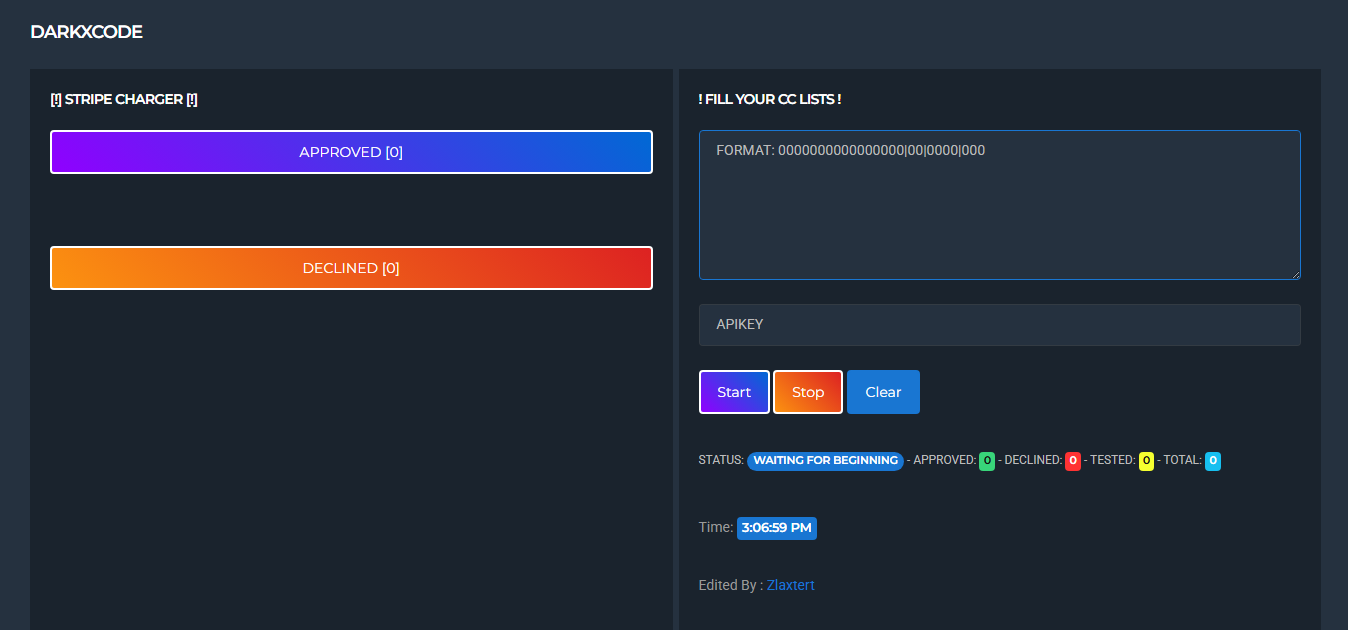 DARKXCODE
[!] STRIPE CHARGER [!]
APPROVED [0]
DECLINED [0]
! FILL YOUR CC LISTS !
FORMAT: 0000000000000000|00|0000|000
APIKEY
Start Stop Clear
STATUS: WAITING FOR BEGINNING - APPROVED: 0 - DECLINED: 0 - TESTED: 0 - TOTAL: 0
Time: 3:06:59 PM
Edited By : Zlaxtert